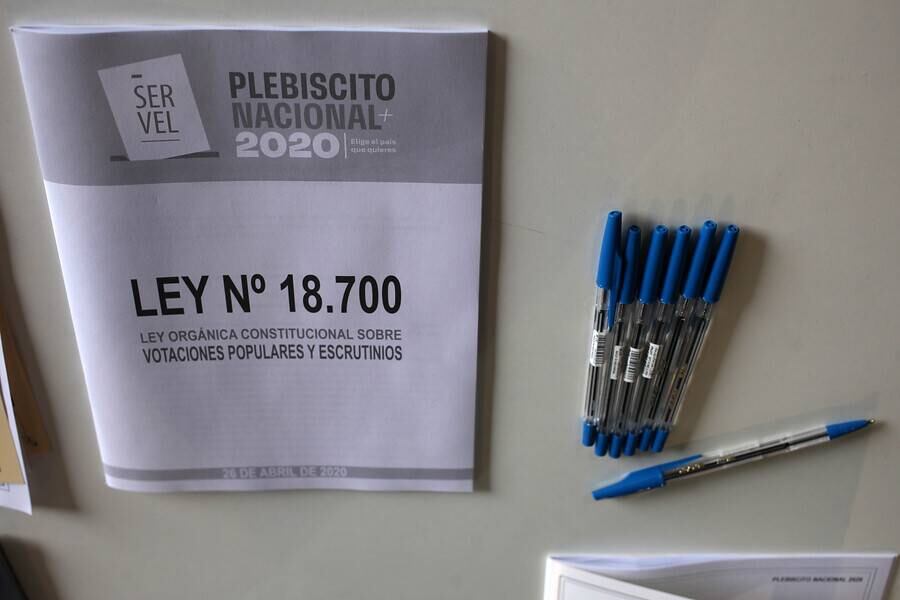 SER
VEL
PLEBISCITO
NACIONAL+
2020
Elige el país
que quieres
LEY Nº 18.700
LEY ORGÁNICA CONSTITUCIONAL SOBRE
VOTACIONES POPULARES Y ESCRUTINIOS
26 DE ABRIL DE 2020
PLEBISCITO NACIONAL 2020